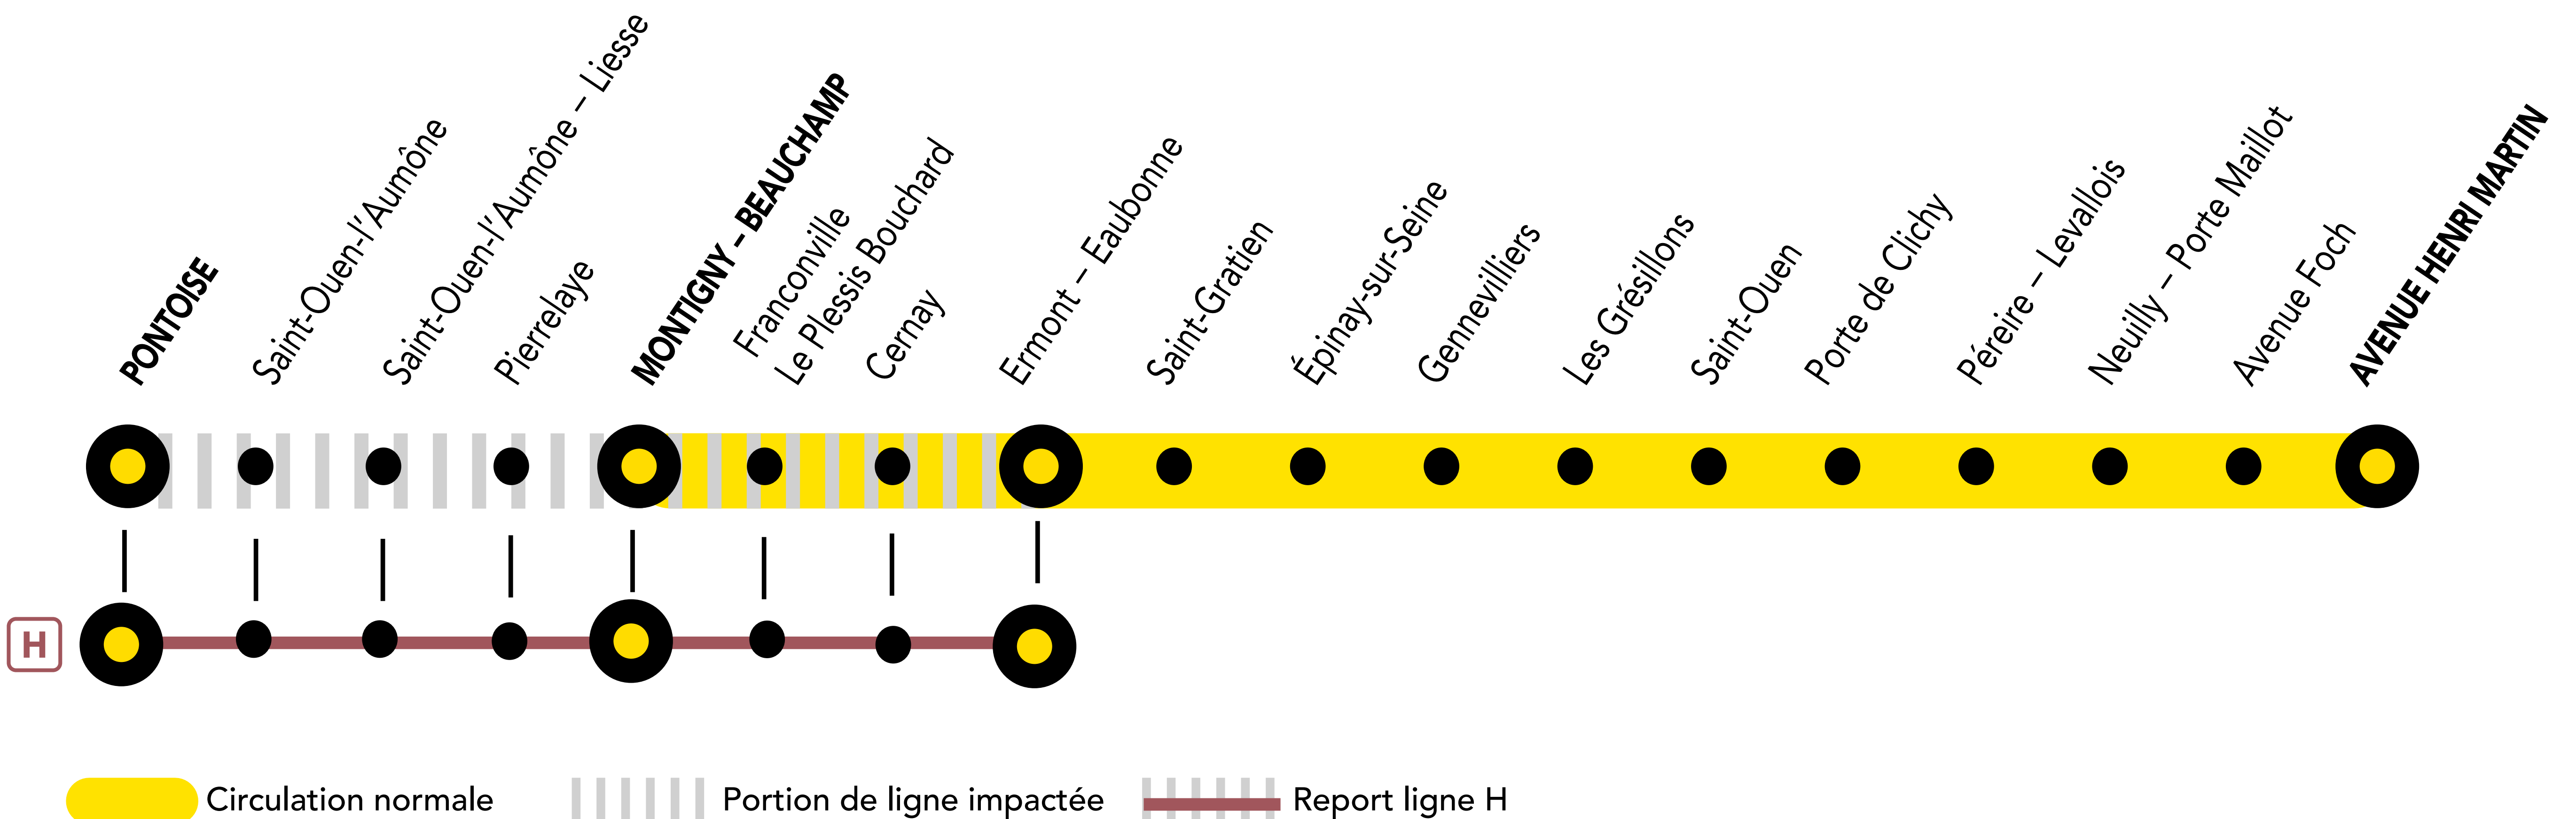 PONTOISE
Saint-Ouen-l'Aumône
Saint-Ouen-l'Aumône – Liesse
Pierrelaye
MONTIGNY – BEAUCHAMP
Franconville
Le Plessis Bouchard
Cernay
Ermont – Eaubonne
Saint-Gratien
Épinay-sur-Seine
Gennevilliers
Les Grésillons
Saint-Ouen
Porte de Clichy
Péreire – Levallois
Neuilly – Porte Maillot
Avenue Foch
AVENUE HENRI MARTIN
H
Circulation normale
Portion de ligne impactée
Report ligne H